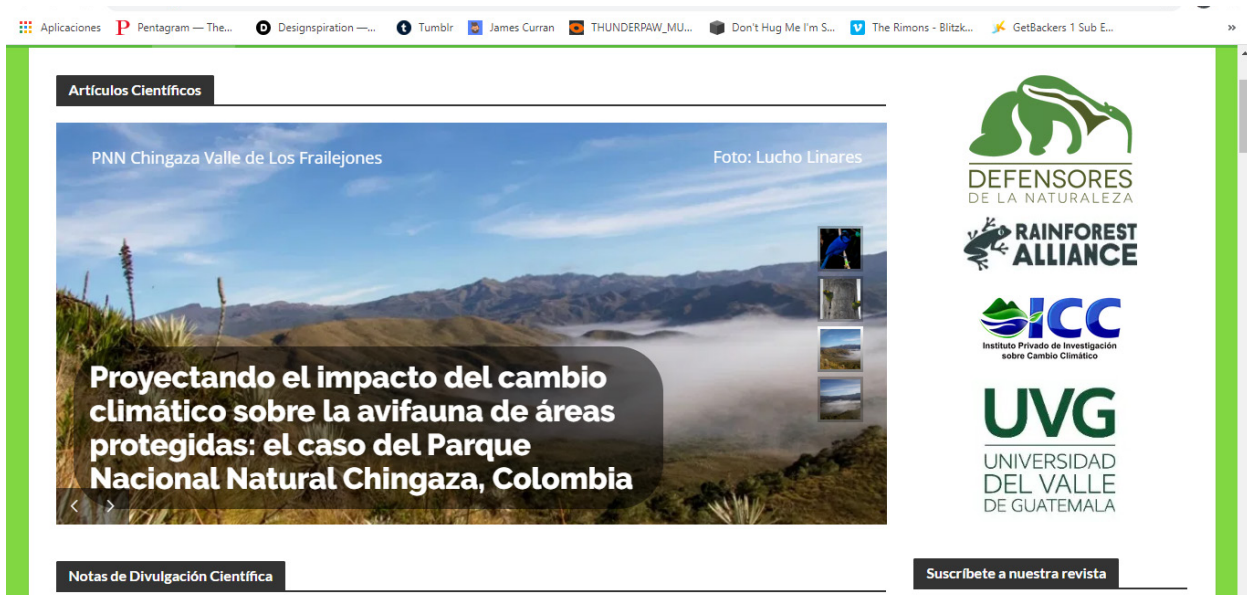 Aplicaciones
Pentagram — The...
Designspiration —...
Tumblr
James Curran
THUNDERPAW_MU...
Don't Hug Me I'm S...
The Rimons - Blitzk...
GetBackers 1 Sub E...
»
Artículos Científicos
PNN Chingaza Valle de Los Frailejones
Foto: Lucho Linares
Proyectando el impacto del cambio
climático sobre la avifauna de áreas
protegidas: el caso del Parque
Nacional Natural Chingaza, Colombia
Notas de Divulgación Científica
DEFENSORES
DE LA NATURALEZA
RAINFOREST
ALLIANCE
ICC
Instituto Privado de Investigación
sobre Cambio Climático
UVG
UNIVERSIDAD
DEL VALLE
DE GUATEMALA
Suscríbete a nuestra revista